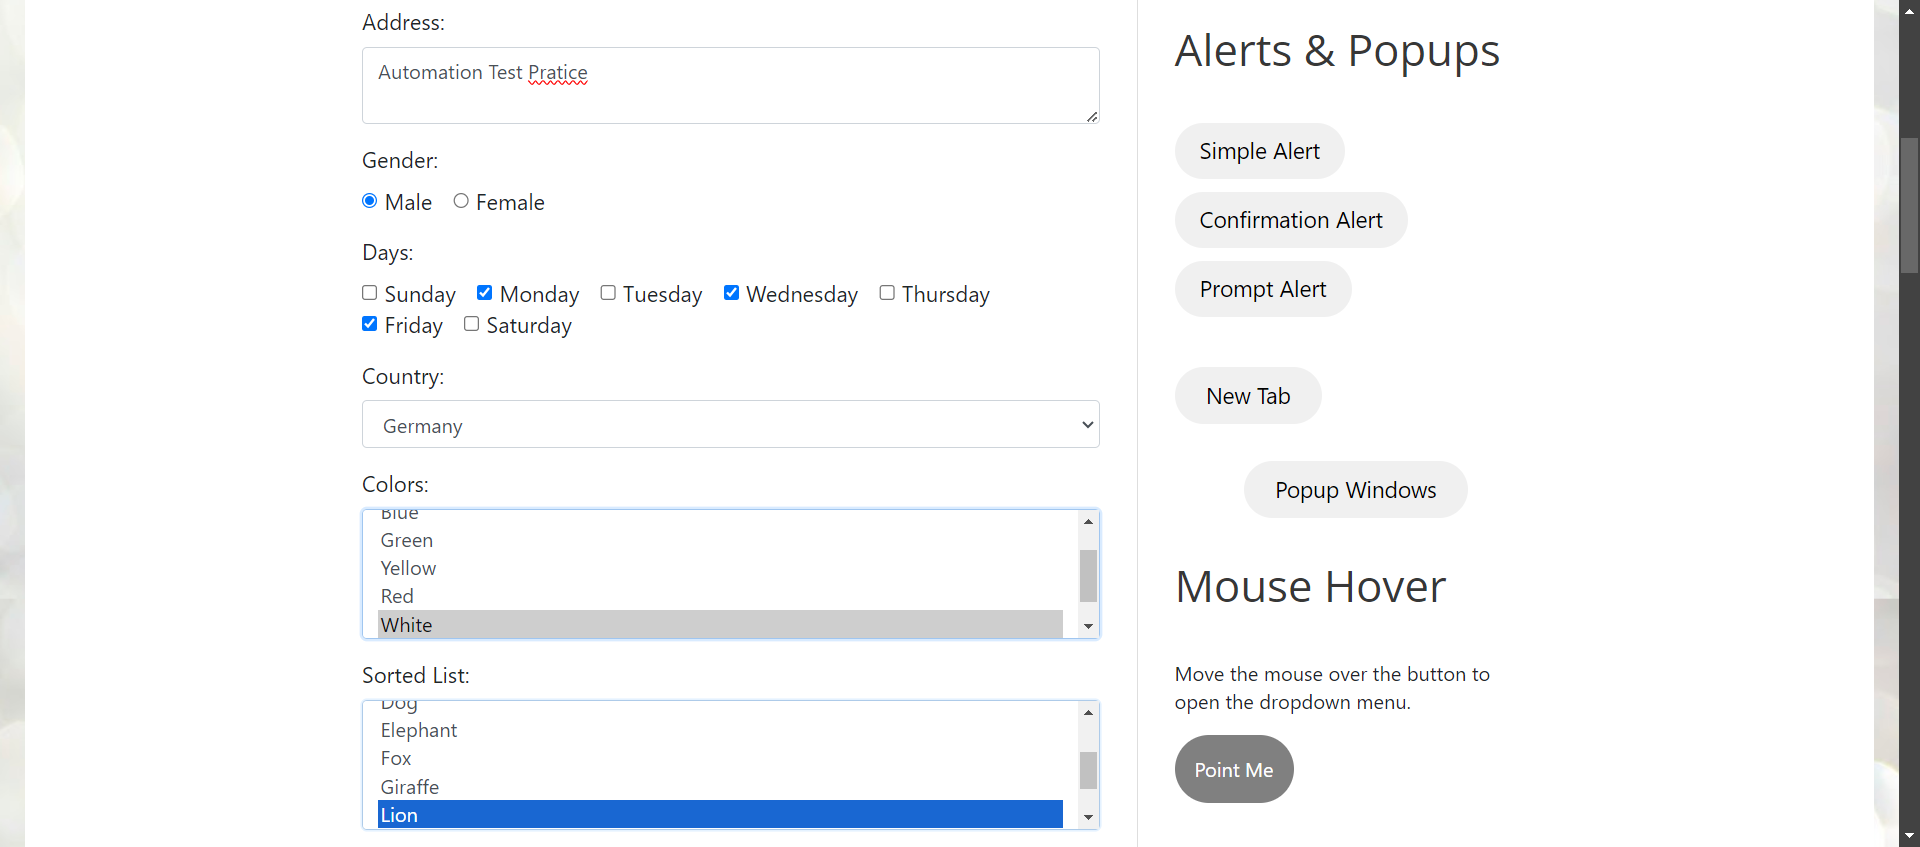 Address:
Automation Test Pratice
Gender:
Male Female
Days:
Sunday Monday Tuesday Wednesday Thursday
Friday Saturday
Country:
Germany
Colors:
Blue
Green
Yellow
Red
White
Sorted List:
Dog
Elephant
Fox
Giraffe
Lion
Alerts & Popups
Simple Alert
Confirmation Alert
Prompt Alert
New Tab
Popup Windows
Mouse Hover
Move the mouse over the button to
open the dropdown menu.
Point Me